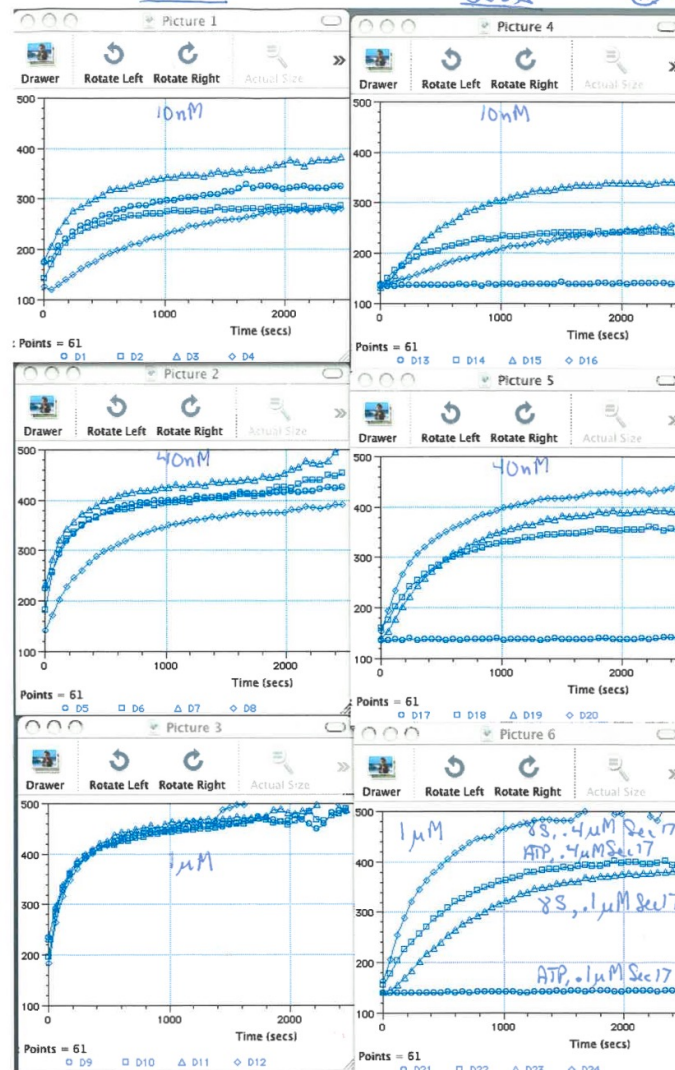 Picture 1
Drawer Rotate Left Rotate Right Actual Size »
500
400
300
200
100
10nM
0 1000 2000
Time (secs)
: Points = 61
D1 D2 D3 D4
Picture 4
Drawer Rotate Left Rotate Right Actual Size
500
400
300
200
100
10nM
0 1000 2000
Time (secs)
Points = 61
D13 D14 D15 D16
Picture 2
Drawer Rotate Left Rotate Right Actual Size »
500
400
300
200
100
40nM
0 1000 2000
Time (secs)
Points = 61
D5 D6 D7 D8
Picture 5
Drawer Rotate Left Rotate Right Actual Size »
500
400
300
200
100
40nM
0 1000 2000
Time (secs)
Points = 61
D17 D18 D19 D20
Picture 3
Drawer Rotate Left Rotate Right Actual Size »
500
400
300
200
100
1μM
0 1000 2000
Time (secs)
Points = 61
D9 D10 D11 D12
Picture 6
Drawer Rotate Left Rotate Right Actual Size »
500
400
300
200
100
1μM
γS, .4μM Sec17
ATP, .4μM Sec17
γS, .1μM Sec17
ATP, .1μM Sec17
0 1000 2000
Time (secs)
Points = 61
D21 D22 D23 D24